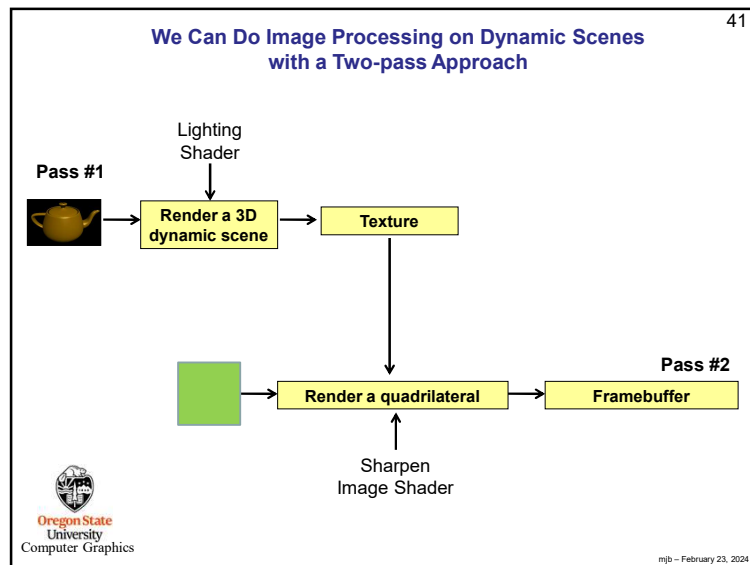 41
We Can Do Image Processing on Dynamic Scenes
with a Two-pass Approach
Lighting
Shader
Pass #1
Render a 3D
dynamic scene
Texture
Pass #2
Render a quadrilateral
Framebuffer
Sharpen
Image Shader
Oregon State
University
Computer Graphics
mjb – February 23, 2024